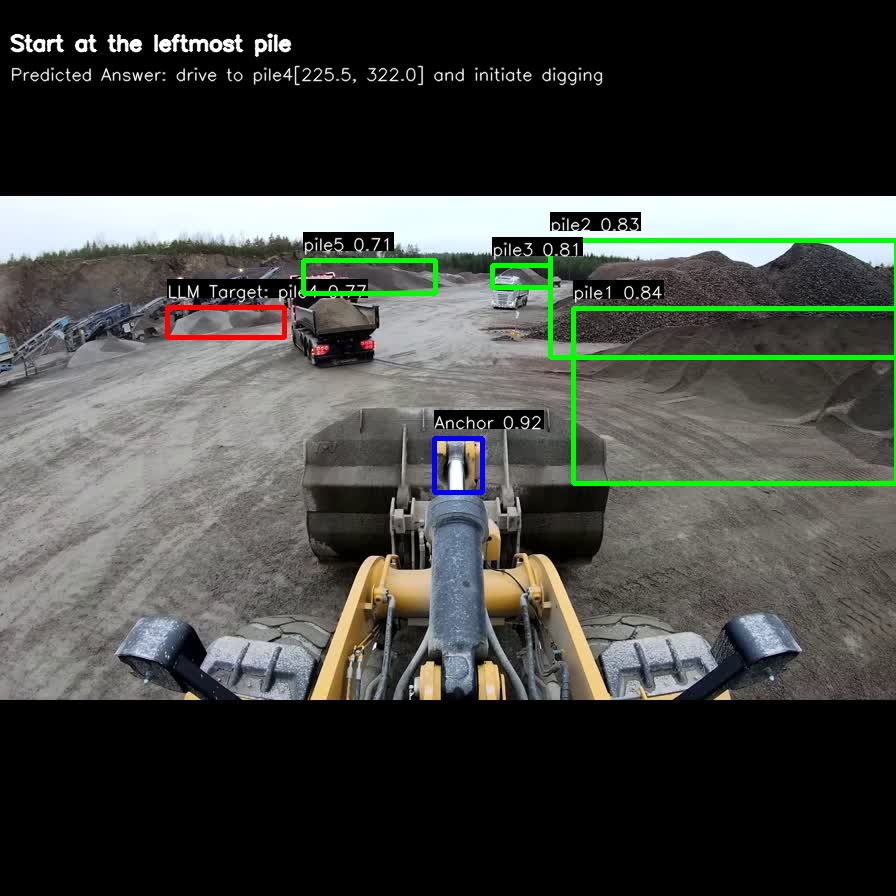 Start at the leftmost pile
Predicted Answer: drive to pile4[225.5, 322.0] and initiate digging
pile2 0.83
pile5 0.71
pile3 0.81
LLM Target: pile4 0.77
pile1 0.84
Anchor 0.92